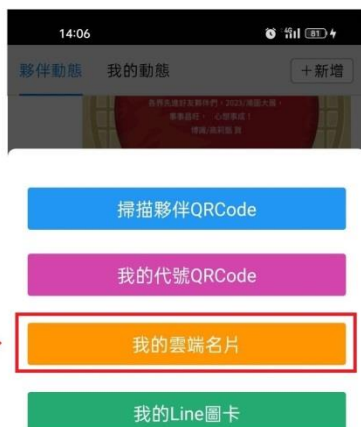 14:06
81
夥伴動態 我的動態 ＋新增
掃描夥伴QRCode
我的代號QRCode
我的雲端名片
我的Line圖卡